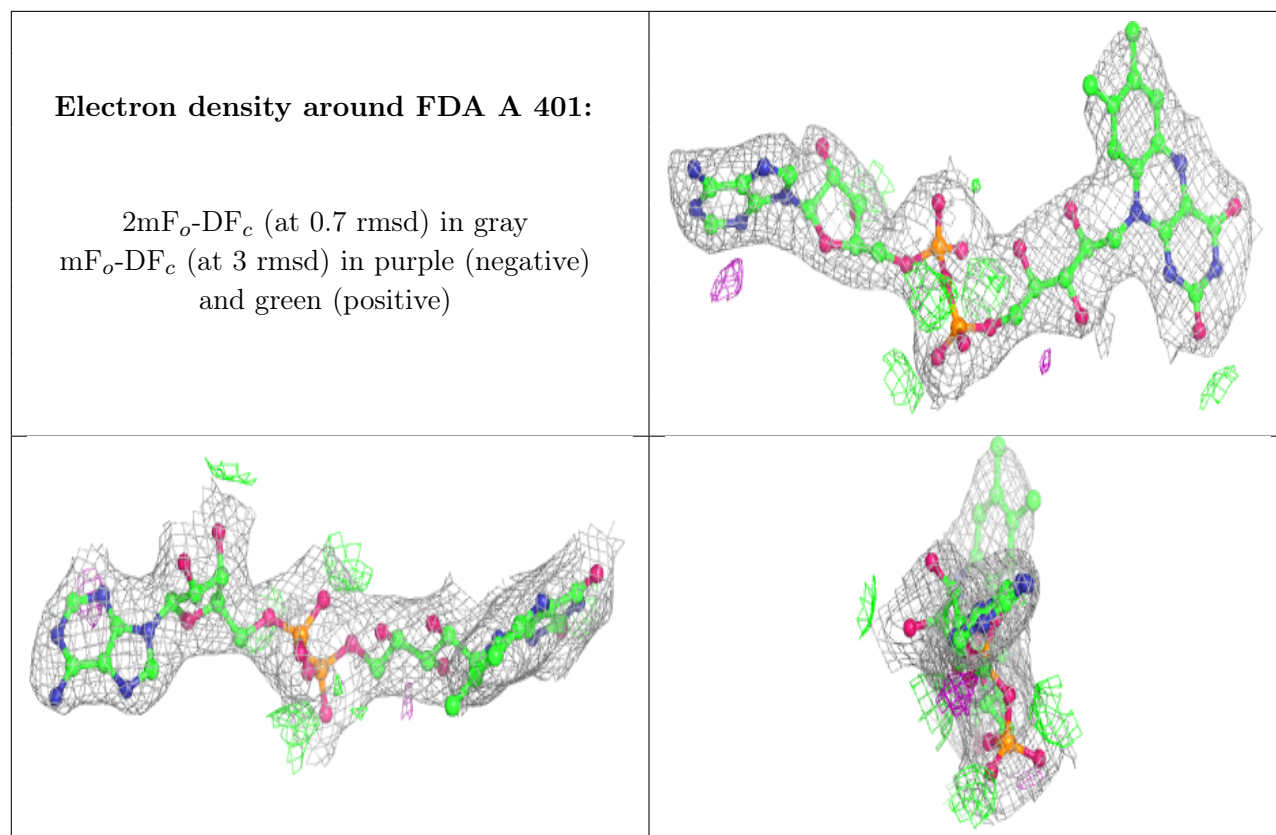 Electron density around FDA A 401:
2mFₒ-DF𝒸 (at 0.7 rmsd) in gray
mFₒ-DF𝒸 (at 3 rmsd) in purple (negative)
and green (positive)